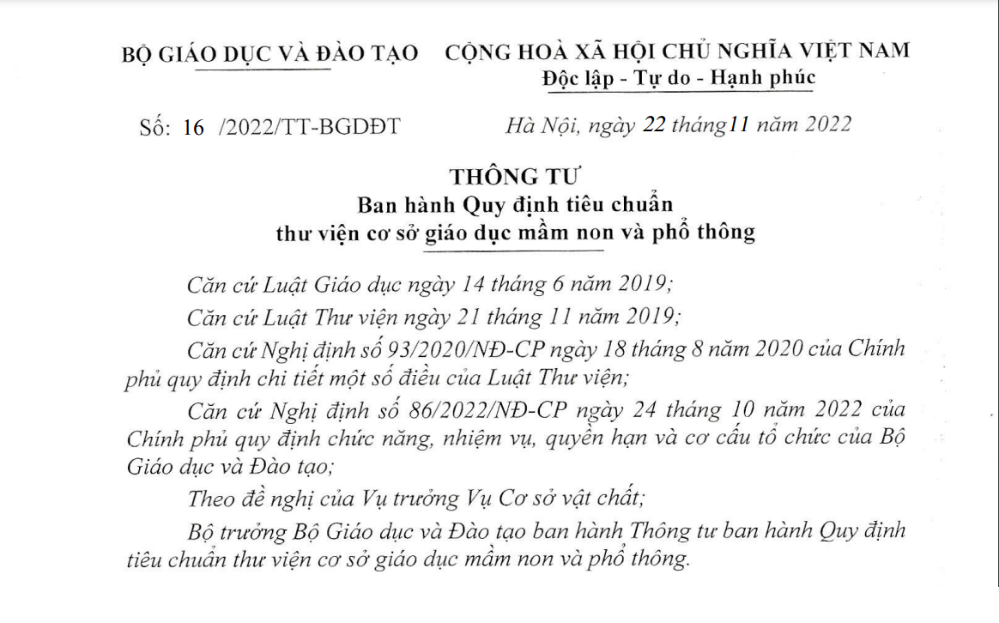 BỘ GIÁO DỤC VÀ ĐÀO TẠO
CỘNG HOÀ XÃ HỘI CHỦ NGHĨA VIỆT NAM
Độc lập - Tự do - Hạnh phúc
Số: 16 /2022/TT-BGDĐT
Hà Nội, ngày 22 tháng11 năm 2022
THÔNG TƯ
Ban hành Quy định tiêu chuẩn
thư viện cơ sở giáo dục mầm non và phổ thông
Căn cứ Luật Giáo dục ngày 14 tháng 6 năm 2019;
Căn cứ Luật Thư viện ngày 21 tháng 11 năm 2019;
Căn cứ Nghị định số 93/2020/NĐ-CP ngày 18 tháng 8 năm 2020 của Chính
phủ quy định chi tiết một số điều của Luật Thư viện;
Căn cứ Nghị định số 86/2022/NĐ-CP ngày 24 tháng 10 năm 2022 của
Chính phủ quy định chức năng, nhiệm vụ, quyền hạn và cơ cấu tổ chức của Bộ
Giáo dục và Đào tạo;
Theo đề nghị của Vụ trưởng Vụ Cơ sở vật chất;
Bộ trưởng Bộ Giáo dục và Đào tạo ban hành Thông tư ban hành Quy định
tiêu chuẩn thư viện cơ sở giáo dục mầm non và phổ thông.